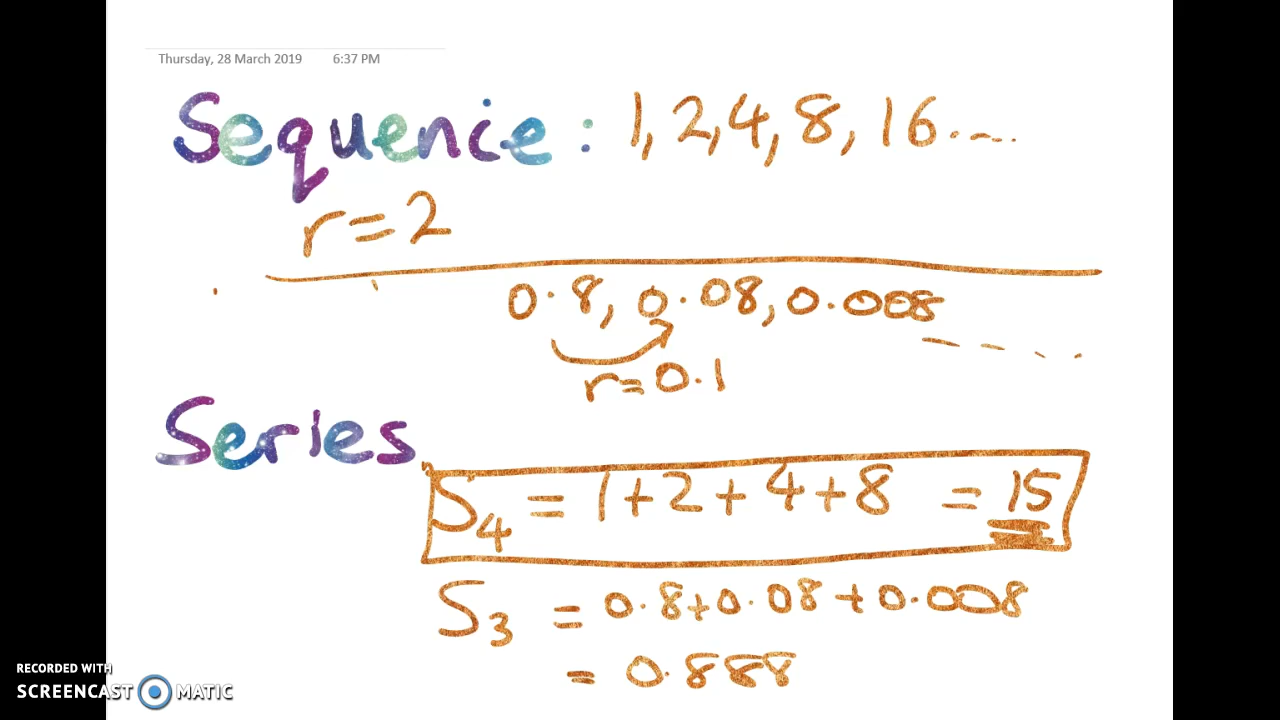 Thursday, 28 March 2019 6:37 PM
Sequence: 1, 2, 4, 8, 16. ....
r=2
0.8, 0.08, 0.008 ....
r=0.1
Series
S4 = 1+2+4+8 = 15
S3 = 0.8+0.08+0.008
= 0.888
RECORDED WITH
SCREENCAST MATIC